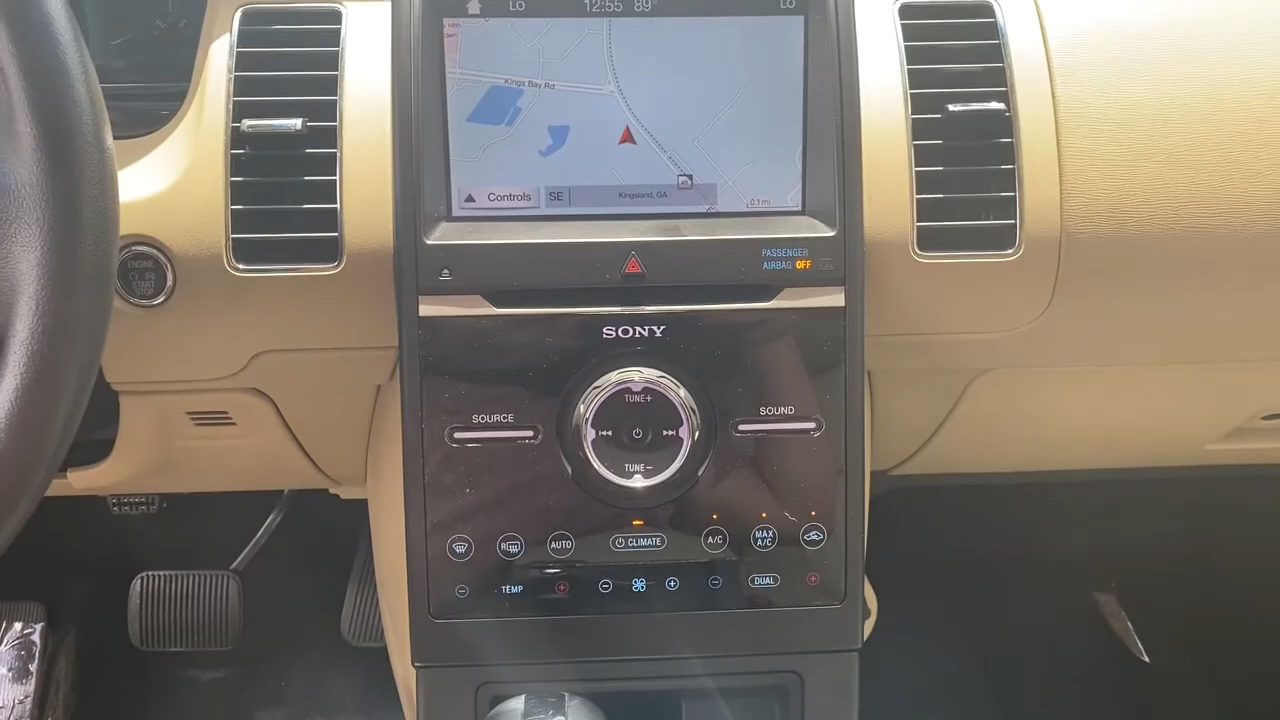 LO 12:55 89° LO
Kings Bay Rd
Controls SE Kingsland, GA 0.1 mi
ENGINE
START
STOP
PASSENGER
AIRBAG OFF
SONY
TUNE+
SOURCE
SOUND
TUNE-
R AUTO CLIMATE A/C MAX A/C
- TEMP + - + - DUAL +